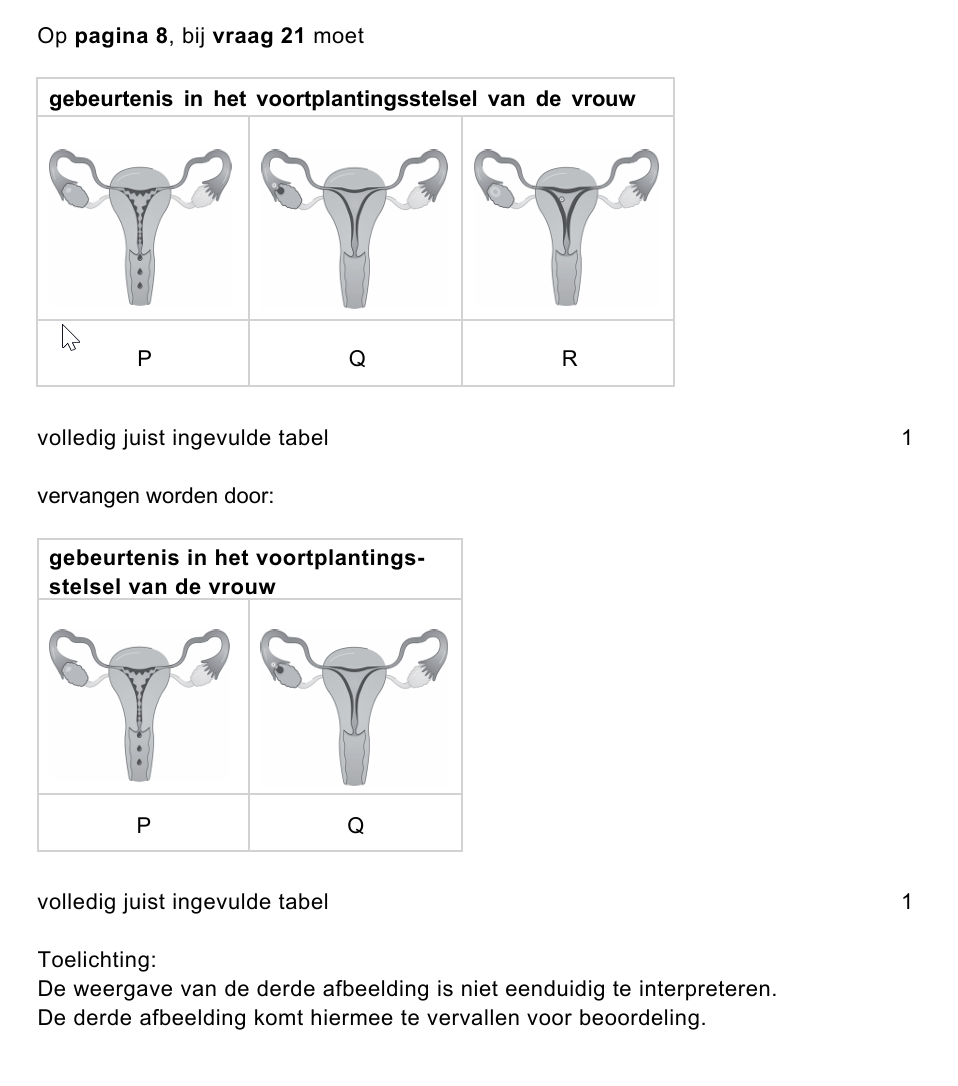 Op pagina 8, bij vraag 21 moet
gebeurtenis in het voortplantingsstelsel van de vrouw
P Q R
volledig juist ingevulde tabel 1
vervangen worden door:
gebeurtenis in het voortplantings-
stelsel van de vrouw
P Q
volledig juist ingevulde tabel 1
Toelichting:
De weergave van de derde afbeelding is niet eenduidig te interpreteren.
De derde afbeelding komt hiermee te vervallen voor beoordeling.